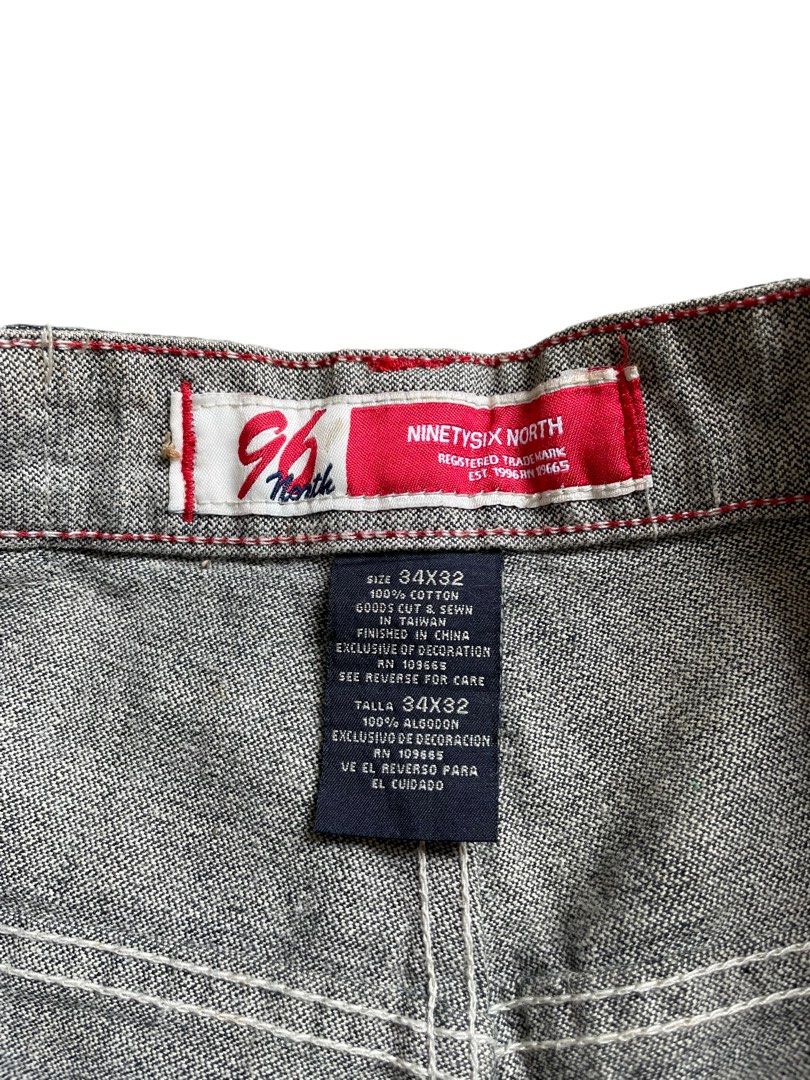 96
North
NINETYSIX NORTH
REGISTERED TRADEMARK
EST. 1996 RN 109665
SIZE 34X32
100% COTTON
GOODS CUT & SEWN
IN TAIWAN
FINISHED IN CHINA
EXCLUSIVE OF DECORATION
RN 109665
SEE REVERSE FOR CARE
TALLA 34X32
100% ALGODON
EXCLUSIVO DE DECORACION
RN 109665
VE EL REVERSO PARA
EL CUIDADO